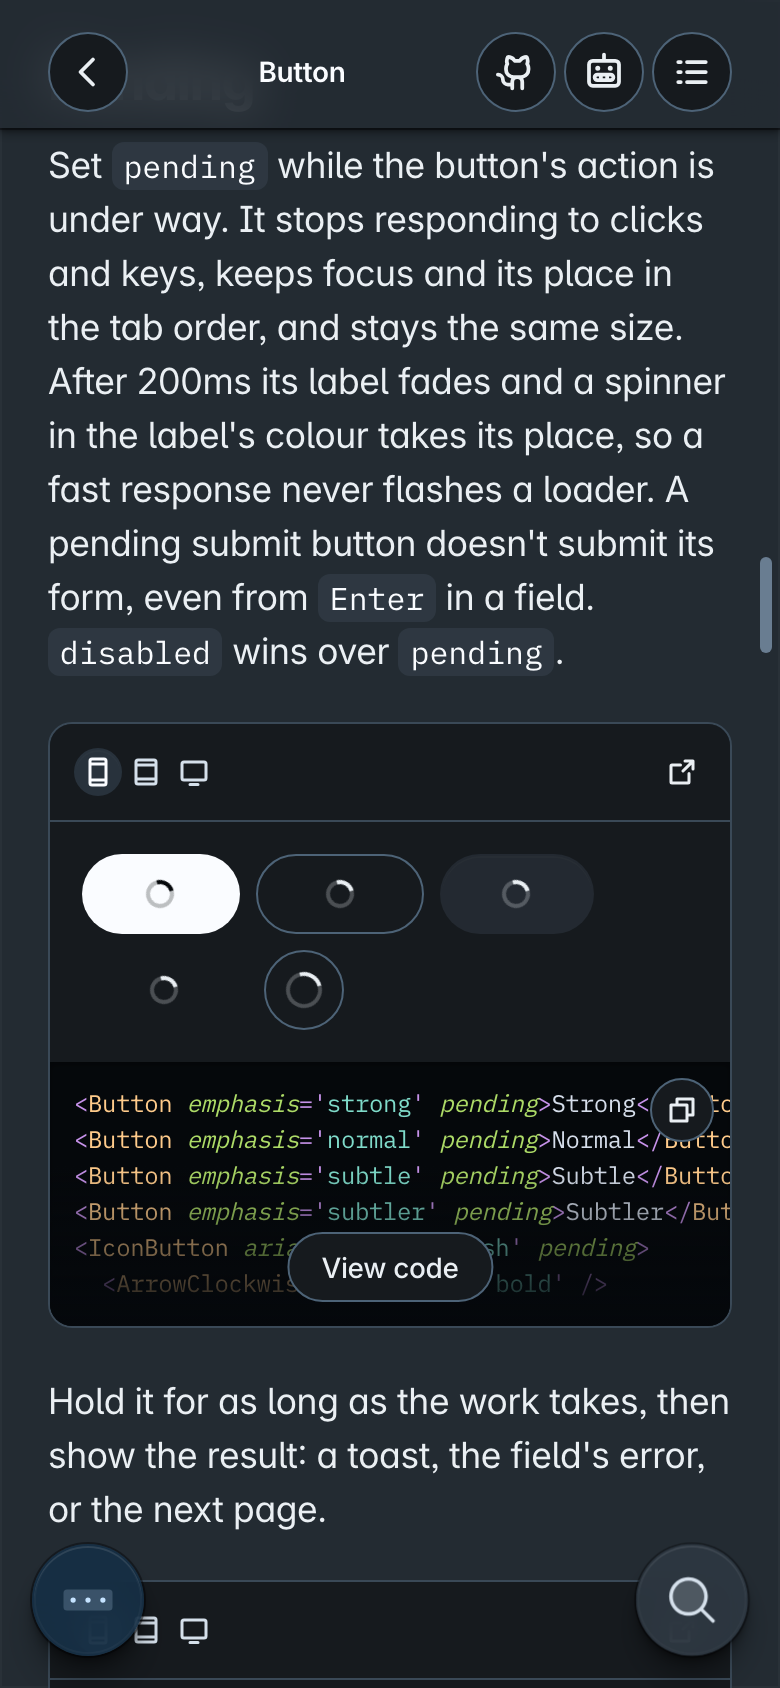 Button
Set pending while the button's action is
under way. It stops responding to clicks
and keys, keeps focus and its place in
the tab order, and stays the same size.
After 200ms its label fades and a spinner
in the label's colour takes its place, so a
fast response never flashes a loader. A
pending submit button doesn't submit its
form, even from Enter in a field.
disabled wins over pending.
<Button emphasis='strong' pending>Strong<
<Button emphasis='normal' pending>Normal</
<Button emphasis='subtle' pending>Subtle</Butto
<Button emphasis='subtler' pending>Subtler</But
<IconButton aria sh' pending>
<ArrowClockwis bold' />
View code
Hold it for as long as the work takes, then
show the result: a toast, the field's error,
or the next page.